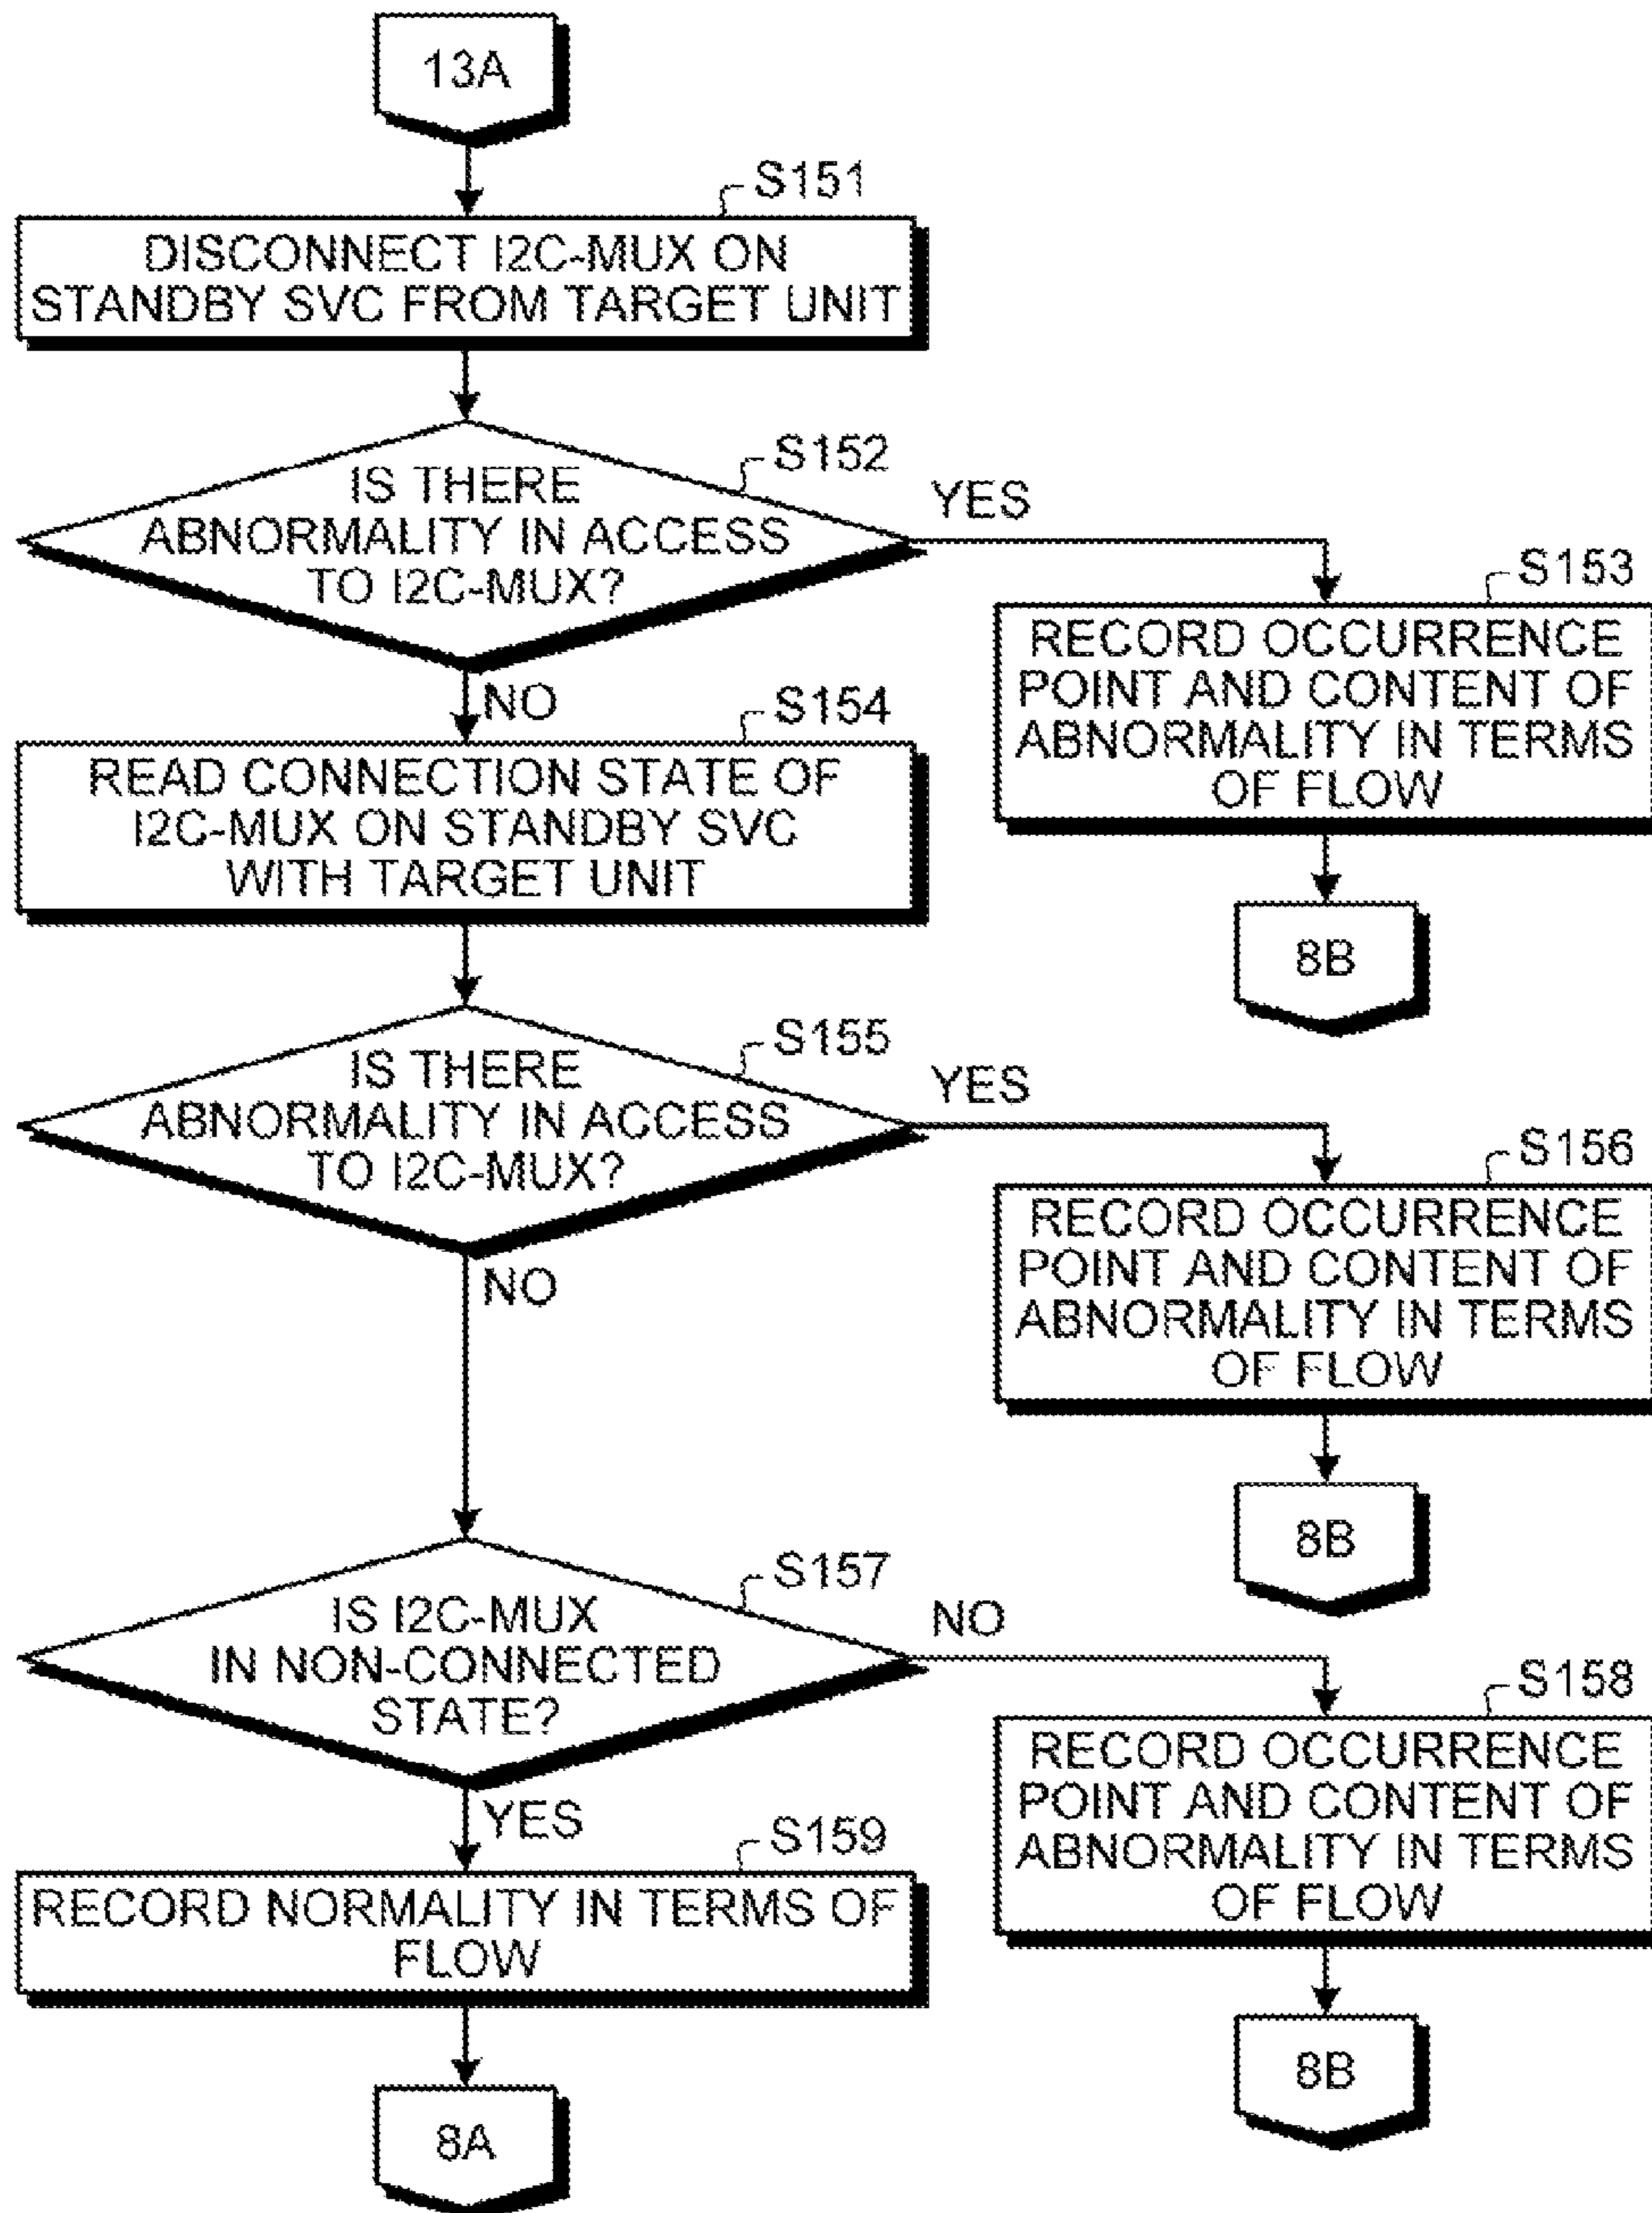 13A
S151
DISCONNECT I2C-MUX ON
STANDBY SVC FROM TARGET UNIT
S152
IS THERE
ABNORMALITY IN ACCESS
TO I2C-MUX?
YES
S153
RECORD OCCURRENCE
POINT AND CONTENT OF
ABNORMALITY IN TERMS
OF FLOW
8B
NO
S154
READ CONNECTION STATE OF
I2C-MUX ON STANDBY SVC
WITH TARGET UNIT
S155
IS THERE
ABNORMALITY IN ACCESS
TO I2C-MUX?
YES
S156
RECORD OCCURRENCE
POINT AND CONTENT OF
ABNORMALITY IN TERMS
OF FLOW
8B
NO
S157
IS I2C-MUX
IN NON-CONNECTED
STATE?
NO
S158
RECORD OCCURRENCE
POINT AND CONTENT OF
ABNORMALITY IN TERMS
OF FLOW
8B
YES
S159
RECORD NORMALITY IN TERMS OF
FLOW
8A